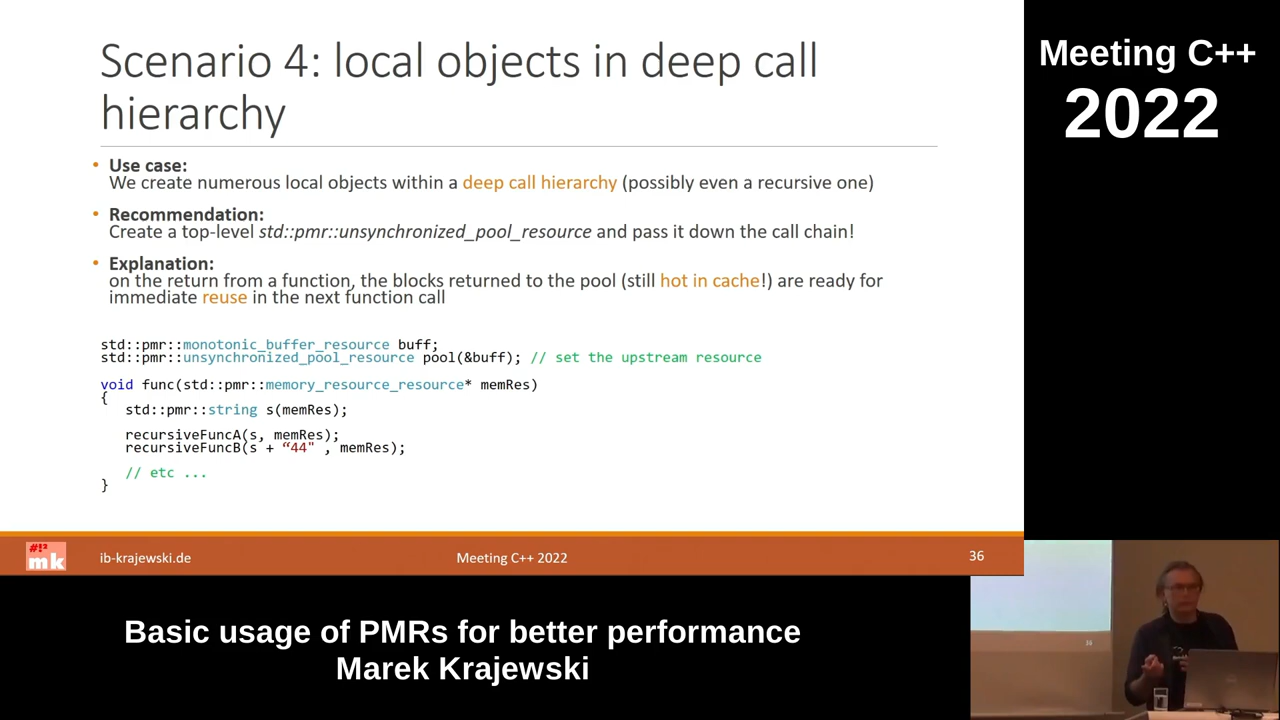 Scenario 4: local objects in deep call
hierarchy
• Use case:
We create numerous local objects within a deep call hierarchy (possibly even a recursive one)
• Recommendation:
Create a top-level std::pmr::unsynchronized_pool_resource and pass it down the call chain!
• Explanation:
on the return from a function, the blocks returned to the pool (still hot in cache!) are ready for
immediate reuse in the next function call
std::pmr::monotonic_buffer_resource buff;
std::pmr::unsynchronized_pool_resource pool(&buff); // set the upstream resource
void func(std::pmr::memory_resource_resource* memRes)
{
std::pmr::string s(memRes);
recursiveFuncA(s, memRes);
recursiveFuncB(s + “44" , memRes);
// etc ...
}
#!²
mk
ib-krajewski.de
Meeting C++ 2022
36
Meeting C++
2022
Basic usage of PMRs for better performance
Marek Krajewski